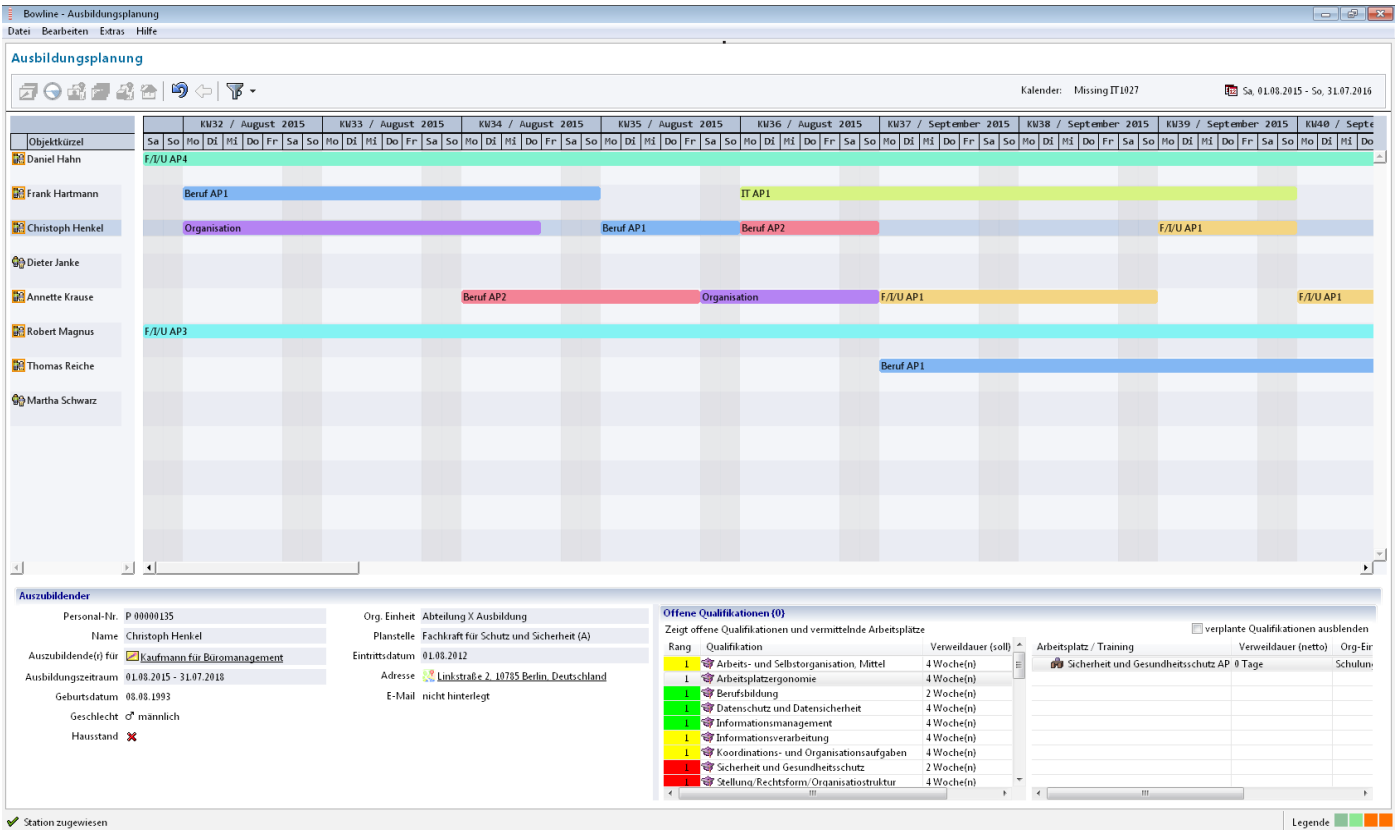 Bowline - Ausbildungsplanung
Datei Bearbeiten Extras Hilfe
Ausbildungsplanung
Kalender: Missing IT1027 Sa, 01.08.2015 - So, 31.07.2016
KW32 / August 2015 KW33 / August 2015 KW34 / August 2015 KW35 / August 2015 KW36 / August 2015 KW37 / September 2015 KW38 / September 2015 KW39 / September 2015 KW40 / Septe
Objektkürzel Sa So Mo Di Mi Do Fr Sa So Mo Di Mi Do Fr Sa So Mo Di Mi Do Fr Sa So Mo Di Mi Do Fr Sa So Mo Di Mi Do Fr Sa So Mo Di Mi Do Fr Sa So Mo Di Mi Do Fr Sa So Mo Di Mi Do Fr Sa So Mo Di Mi Do
Daniel Hahn F/I/U AP4
Frank Hartmann Beruf AP1 IT AP1
Christoph Henkel Organisation Beruf AP1 Beruf AP2 F/I/U AP1
Dieter Janke
Annette Krause Beruf AP2 Organisation F/I/U AP1 F/I/U AP1
Robert Magnus F/I/U AP3
Thomas Reiche Beruf AP1
Martha Schwarz
Auszubildender
Personal-Nr. P 00000135
Name Christoph Henkel
Auszubildende(r) für Kaufmann für Büromanagement
Ausbildungszeitraum 01.08.2015 - 31.07.2018
Geburtsdatum 08.08.1993
Geschlecht ♂ männlich
Hausstand
Org. Einheit Abteilung X Ausbildung
Planstelle Fachkraft für Schutz und Sicherheit (A)
Eintrittsdatum 01.08.2012
Adresse Linkstraße 2, 10785 Berlin, Deutschland
E-Mail nicht hinterlegt
Offene Qualifikationen {0}
Zeigt offene Qualifikationen und vermittelnde Arbeitsplätze verplante Qualifikationen ausblenden
Rang Qualifikation Verweildauer (soll) Arbeitsplatz / Training Verweildauer (netto) Org-Ein
1 Arbeits- und Selbstorganisation, Mittel 4 Woche(n) Sicherheit und Gesundheitsschutz AP 0 Tage Schulung
1 Arbeitsplatzergonomie 4 Woche(n)
1 Berufsbildung 2 Woche(n)
1 Datenschutz und Datensicherheit 4 Woche(n)
1 Informationsmanagement 4 Woche(n)
1 Informationsverarbeitung 4 Woche(n)
1 Koordinations- und Organisationsaufgaben 4 Woche(n)
1 Sicherheit und Gesundheitsschutz 2 Woche(n)
1 Stellung/Rechtsform/Organisatiostruktur 4 Woche(n)
Station zugewiesen Legende